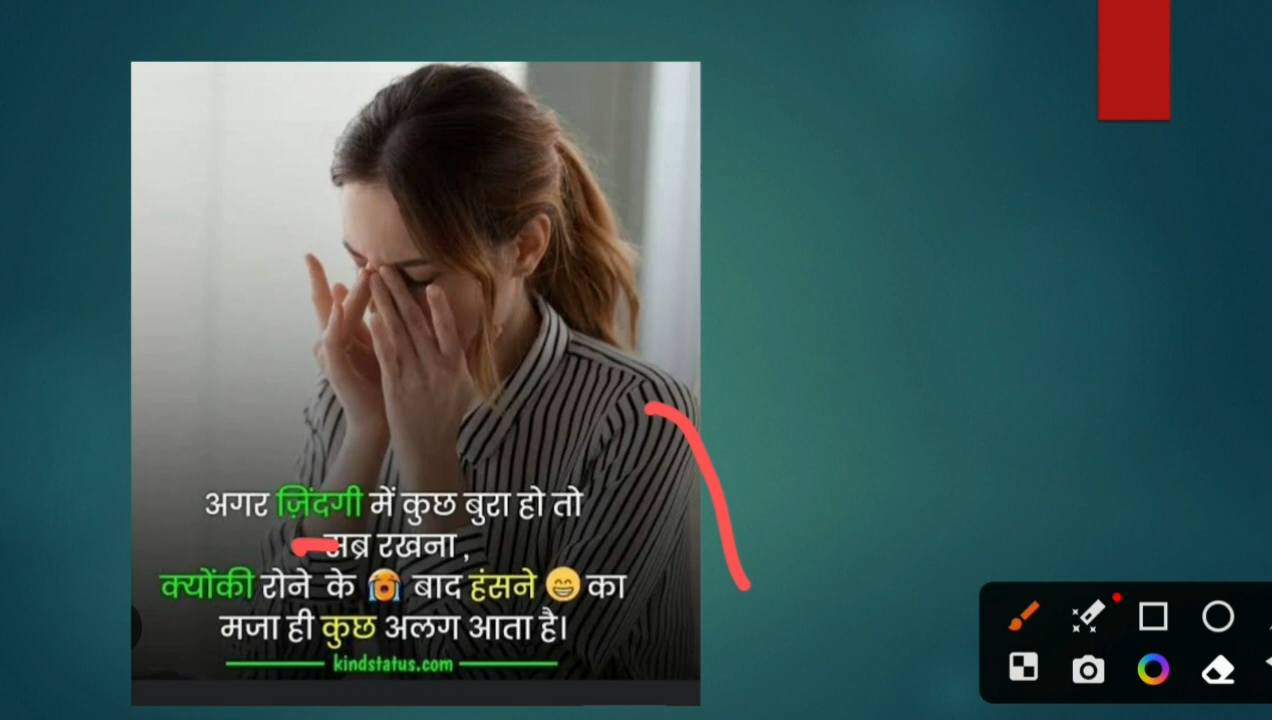 अगर ज़िंदगी में कुछ बुरा हो तो
सब्र रखना,
क्योंकी रोने के 😭 बाद हंसने 😁 का
मजा ही कुछ अलग आता है।
kindstatus.com